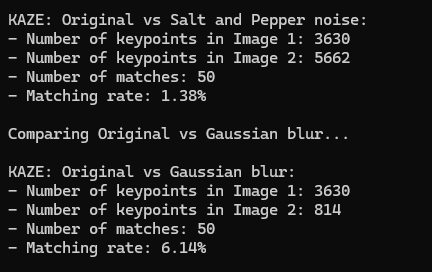 KAZE: Original vs Salt and Pepper noise:
- Number of keypoints in Image 1: 3630
- Number of keypoints in Image 2: 5662
- Number of matches: 50
- Matching rate: 1.38%
Comparing Original vs Gaussian blur...
KAZE: Original vs Gaussian blur:
- Number of keypoints in Image 1: 3630
- Number of keypoints in Image 2: 814
- Number of matches: 50
- Matching rate: 6.14%